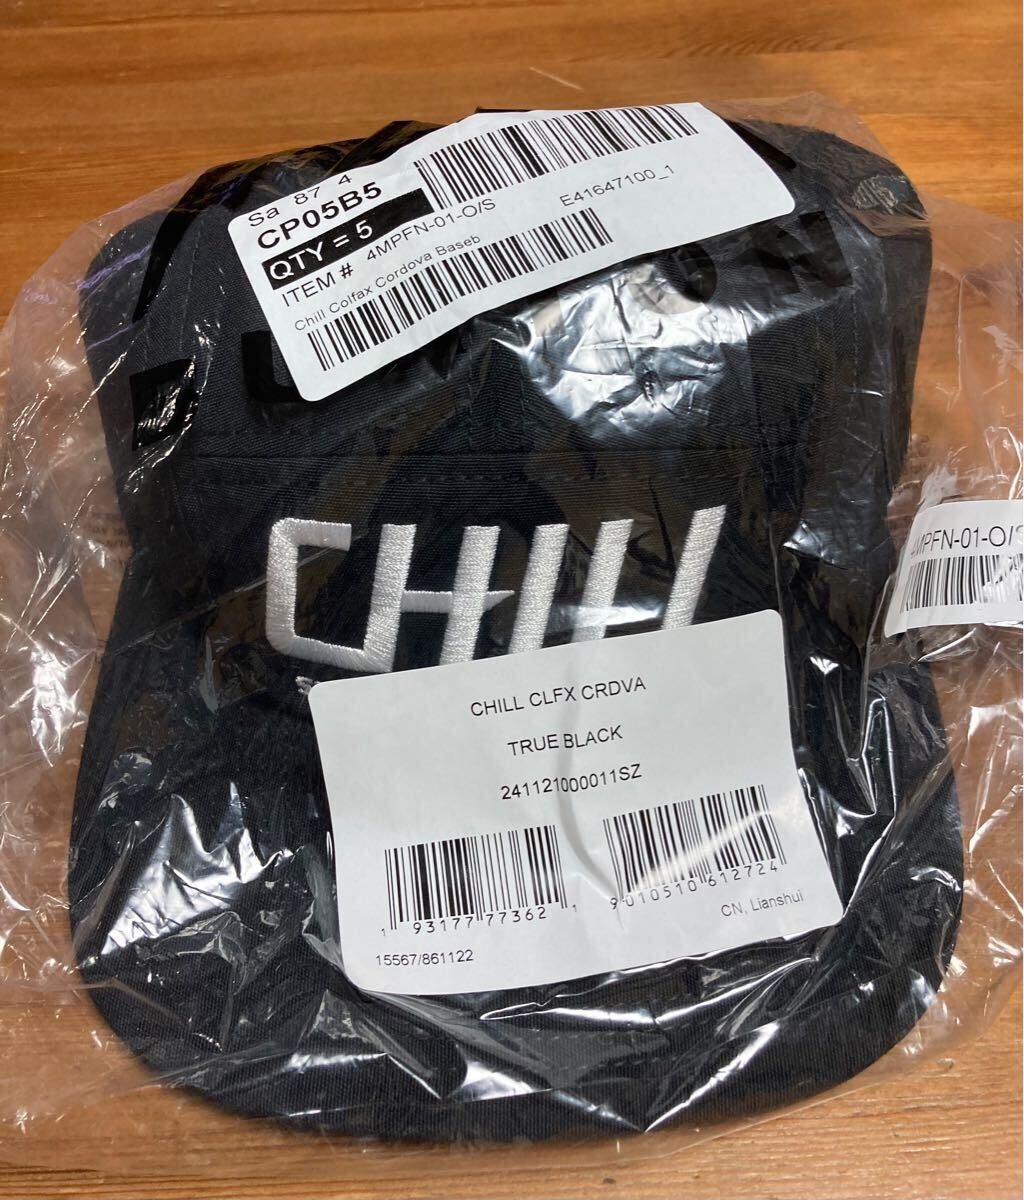 Sa 87 4
CP05B5
QTY = 5
ITEM # 4MPFN-01-O/S
E41647100_1
Chill Colfax Cordova Baseb
CHILL
4MPFN-01-O/S
CHILL CLFX CRDVA
TRUE BLACK
241121000011SZ
1 93177 77362 1
9 010510 612724
15567/861122
CN, Lianshui